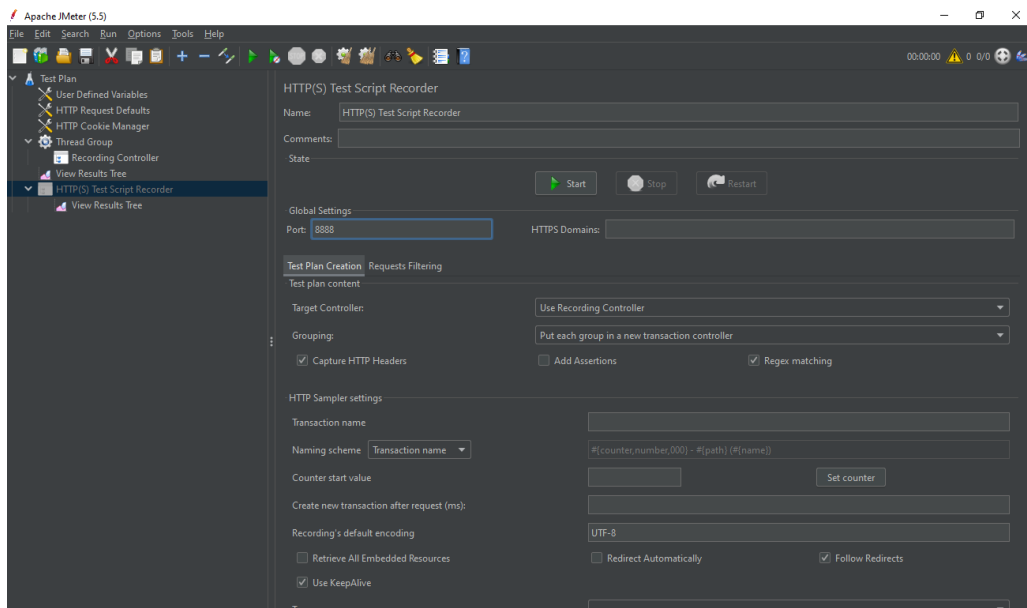 Apache JMeter (5.5)
File Edit Search Run Options Tools Help
00:00:00 0 0/0
Test Plan
User Defined Variables
HTTP Request Defaults
HTTP Cookie Manager
Thread Group
Recording Controller
View Results Tree
HTTP(S) Test Script Recorder
View Results Tree
HTTP(S) Test Script Recorder
Name: HTTP(S) Test Script Recorder
Comments:
State
Start Stop Restart
Global Settings
Port: 8888 HTTPS Domains:
Test Plan Creation Requests Filtering
Test plan content
Target Controller: Use Recording Controller
Grouping: Put each group in a new transaction controller
Capture HTTP Headers Add Assertions Regex matching
HTTP Sampler settings
Transaction name
Naming scheme Transaction name #{counter,number,000} - #{path} (#{name})
Counter start value Set counter
Create new transaction after request (ms):
Recording's default encoding UTF-8
Retrieve All Embedded Resources Redirect Automatically Follow Redirects
Use KeepAlive